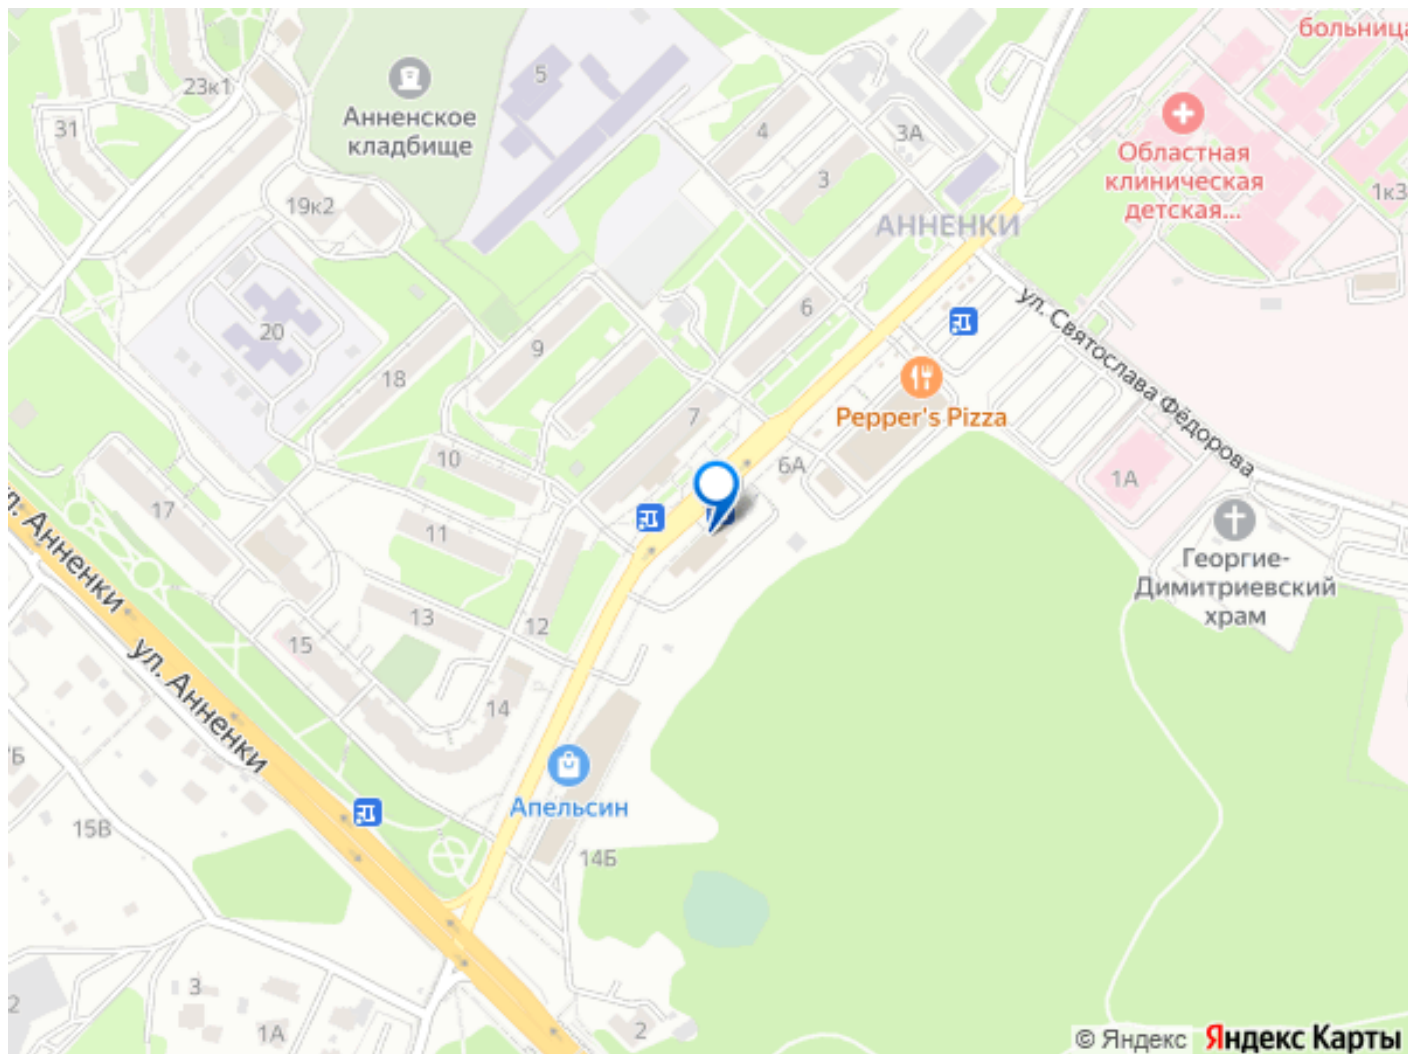 больница
5
23к1
Анненское
кладбище
31
4
3А
Областная
клиническая
детская...
3
1к3
19к2
АННЕНКИ
ул. Святослава Фёдорова
6
20
9
18
Pepper's Pizza
7
10
6А
1А
17
11
ул. Анненки
Георгие-
Димитриевский
храм
13
12
15
ул. Анненки
14
7Б
Апельсин
15В
14Б
3
2
1А
2
© Яндекс Яндекс Карты